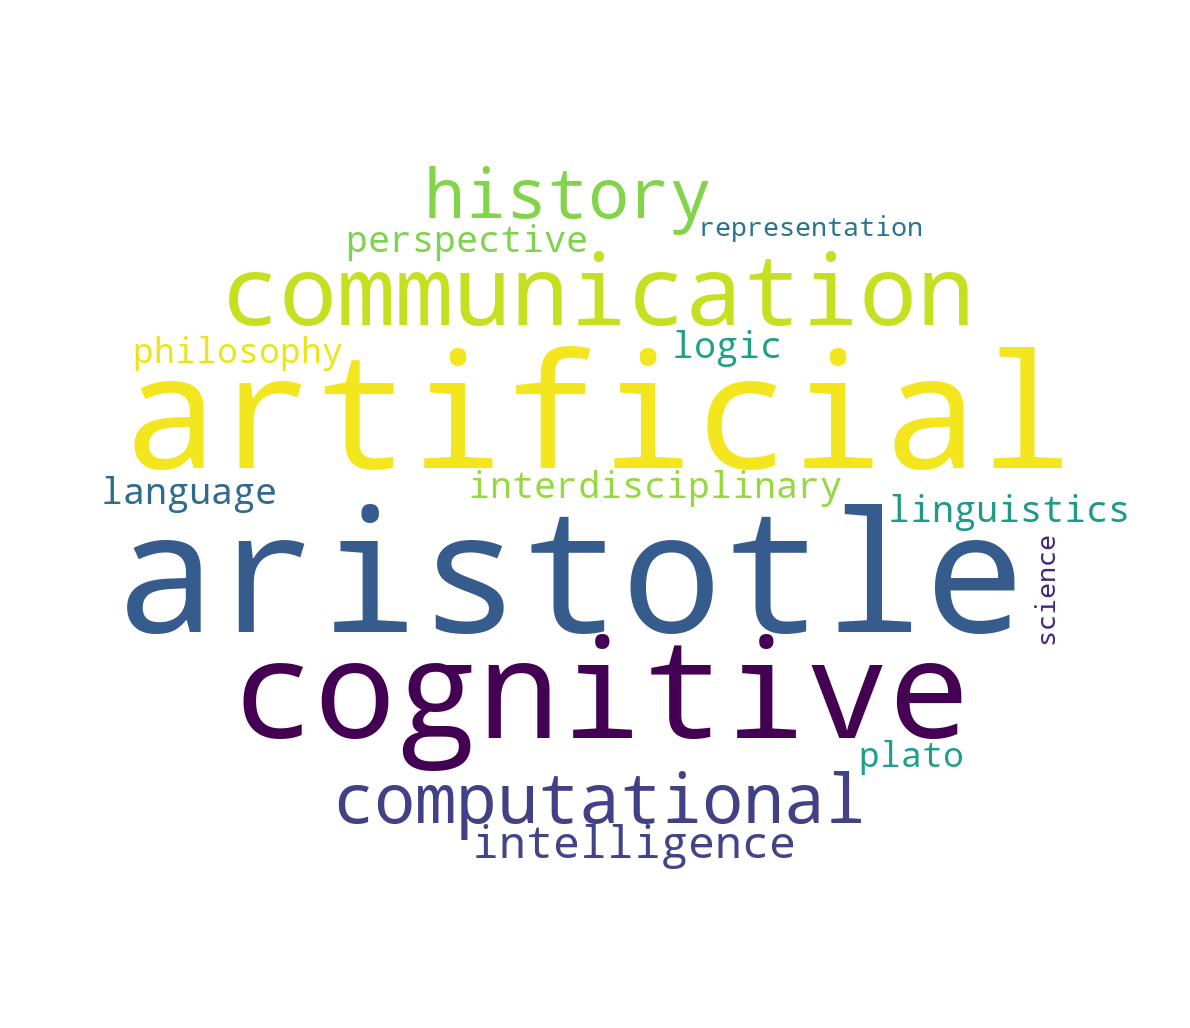 history
representation
perspective
communication
logic
philosophy
artificial
interdisciplinary
language
linguistics
aristotle
science
cognitive
plato
computational
intelligence